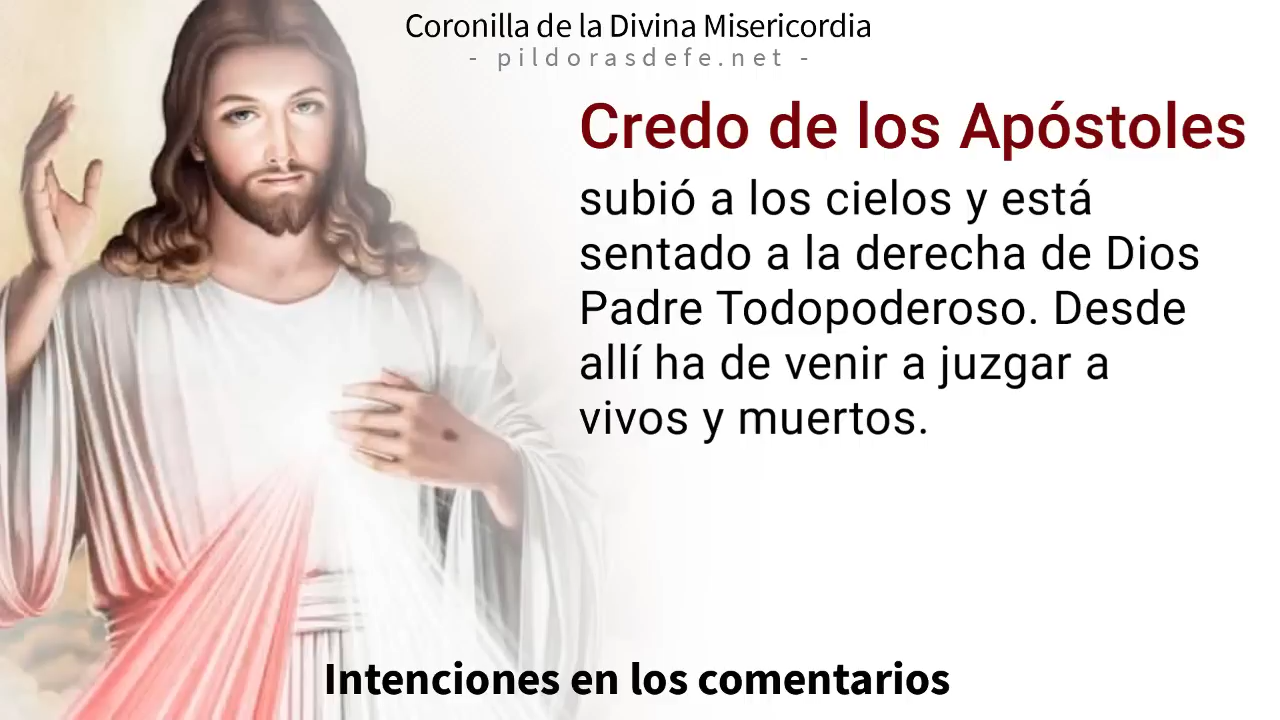 Coronilla de la Divina Misericordia
- pildorasdefe.net -
Credo de los Apóstoles
subió a los cielos y está
sentado a la derecha de Dios
Padre Todopoderoso. Desde
allí ha de venir a juzgar a
vivos y muertos.
Intenciones en los comentarios